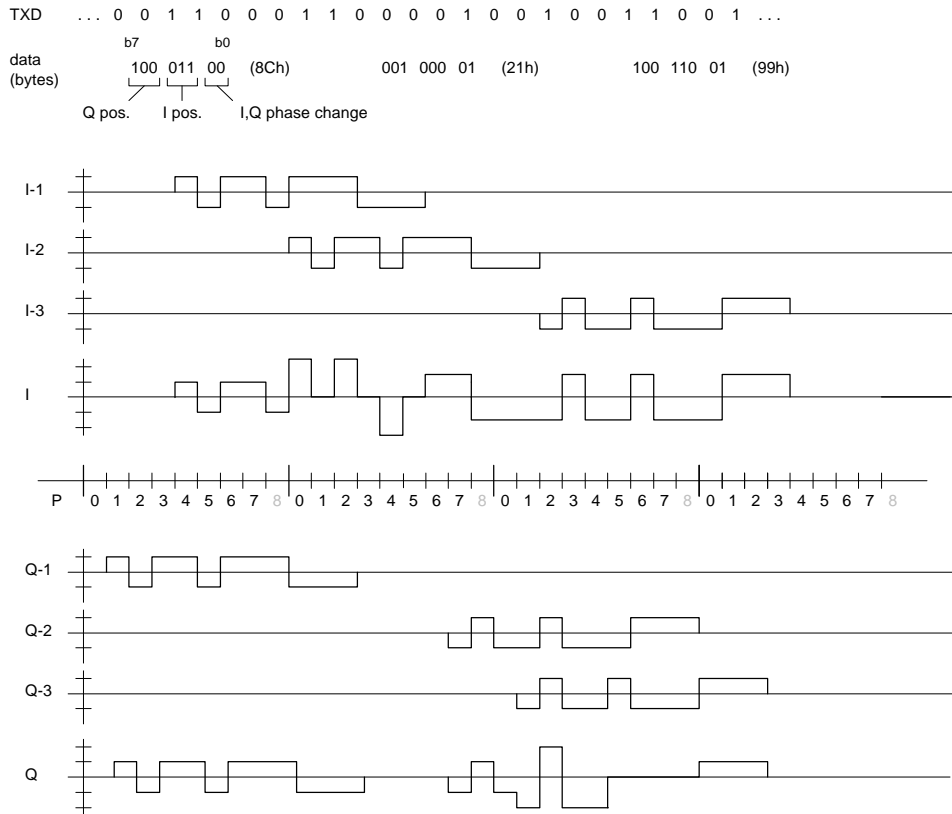 TXD ... 0 0 1 1 0 0 0 1 1 0 0 0 0 1 0 0 1 0 0 1 1 0 0 1 ...
b7 b0
data (bytes) 100 011 00 (8Ch) 001 000 01 (21h) 100 110 01 (99h)
Q pos. I pos. I,Q phase change
I-1
I-2
I-3
I
P 0 1 2 3 4 5 6 7 8 0 1 2 3 4 5 6 7 8 0 1 2 3 4 5 6 7 8 0 1 2 3 4 5 6 7 8
Q-1
Q-2
Q-3
Q